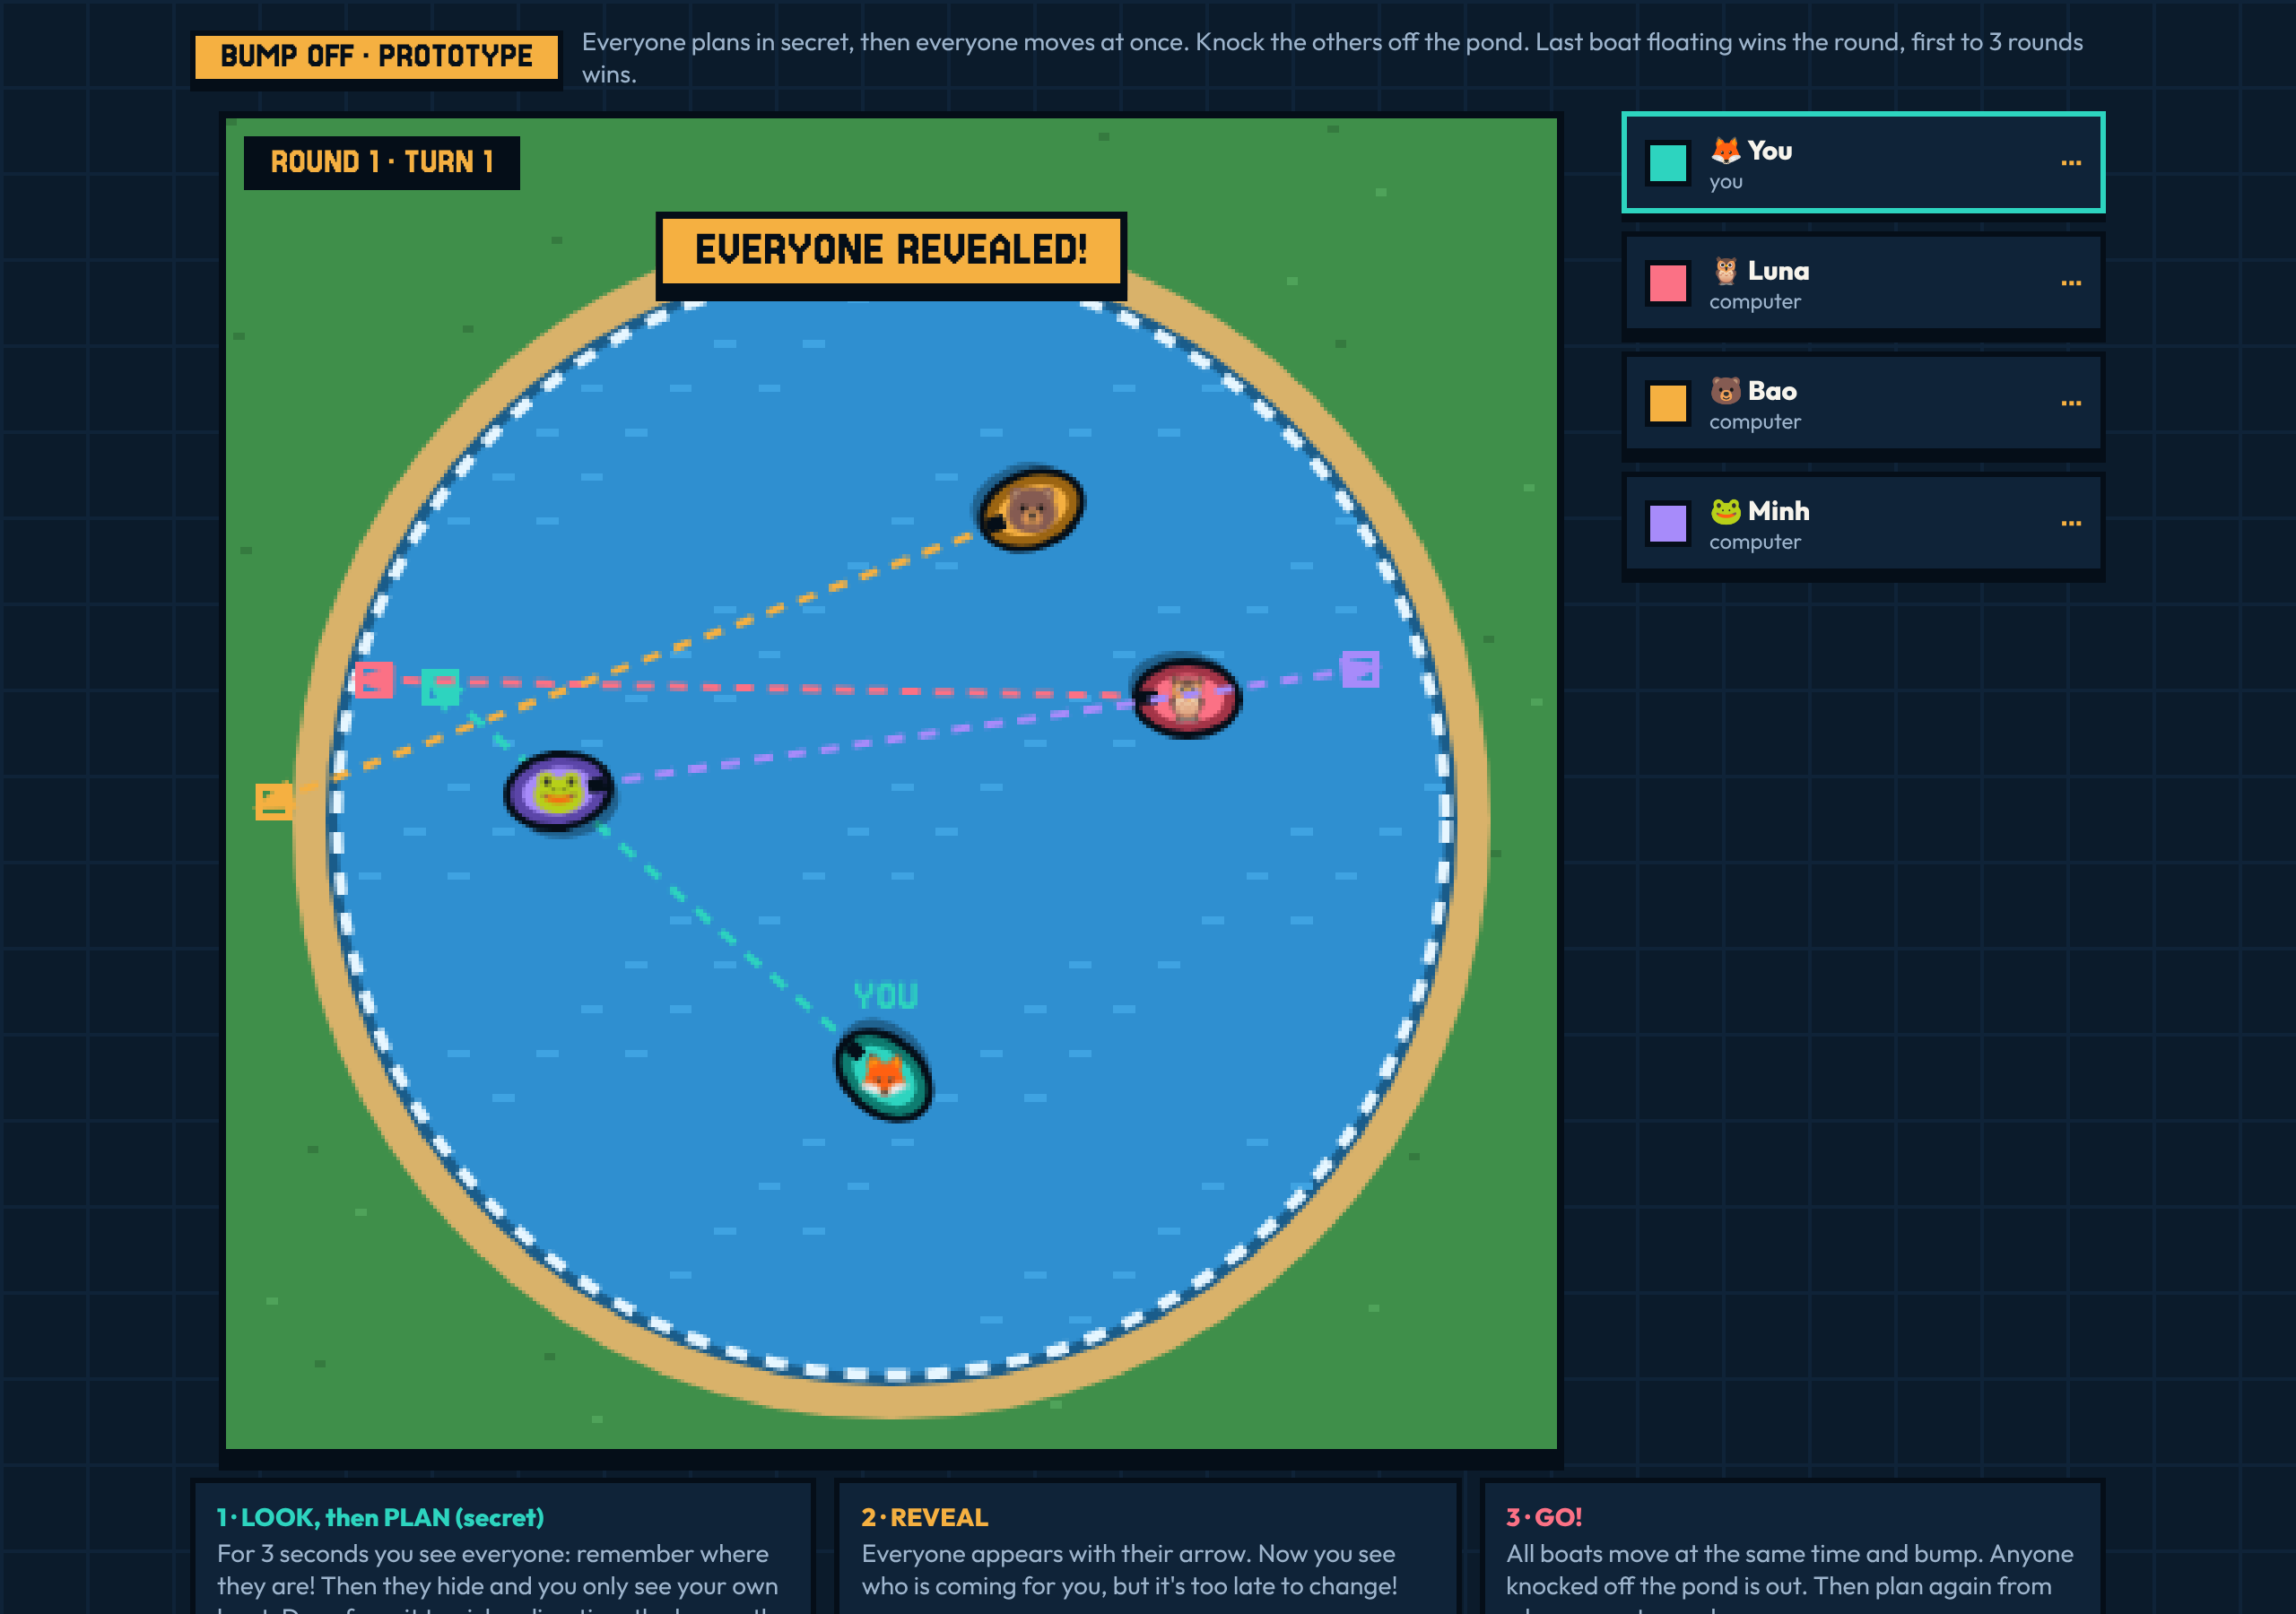 BUMP OFF · PROTOTYPE
Everyone plans in secret, then everyone moves at once. Knock the others off the pond. Last boat floating wins the round, first to 3 rounds
wins.
ROUND 1 · TURN 1
EVERYONE REVEALED!
YOU
You
you
...
Luna
computer
...
Bao
computer
...
Minh
computer
...
1 · LOOK, then PLAN (secret)
For 3 seconds you see everyone: remember where
they are! Then they hide and you only see your own
2 · REVEAL
Everyone appears with their arrow. Now you see
who is coming for you, but it's too late to change!
3 · GO!
All boats move at the same time and bump. Anyone
knocked off the pond is out. Then plan again from